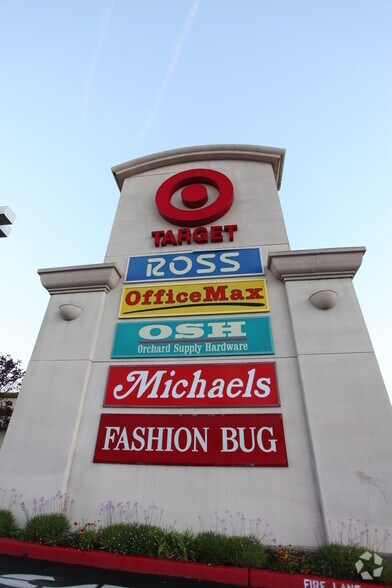 TARGET
ROSS
OfficeMax
OSH
Orchard Supply Hardware
Michaels
FASHION BUG
FIRE LANE